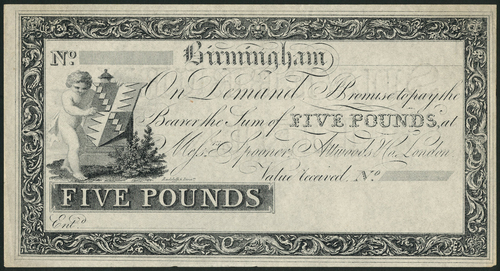 No. Birmingham
On Demand I Promise to pay the
Bearer the Sum of FIVE POUNDS, at
Messrs. Spooner, Attwoods & Co. London
Value received. No.
FIVE POUNDS
Entd.